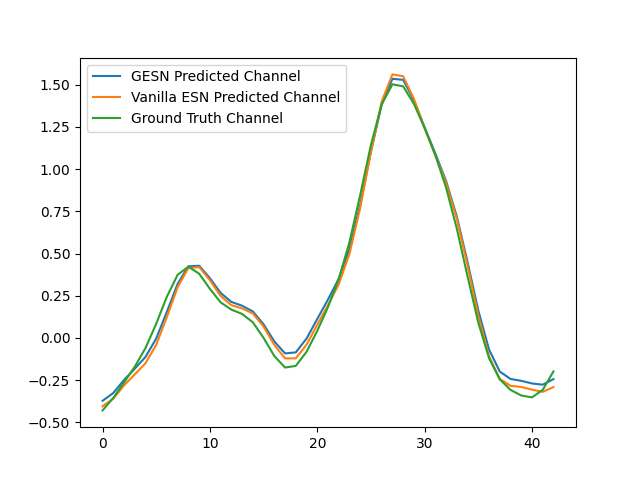 GESN Predicted Channel
Vanilla ESN Predicted Channel
Ground Truth Channel
1.50
1.25
1.00
0.75
0.50
0.25
0.00
−0.25
−0.50
0 10 20 30 40